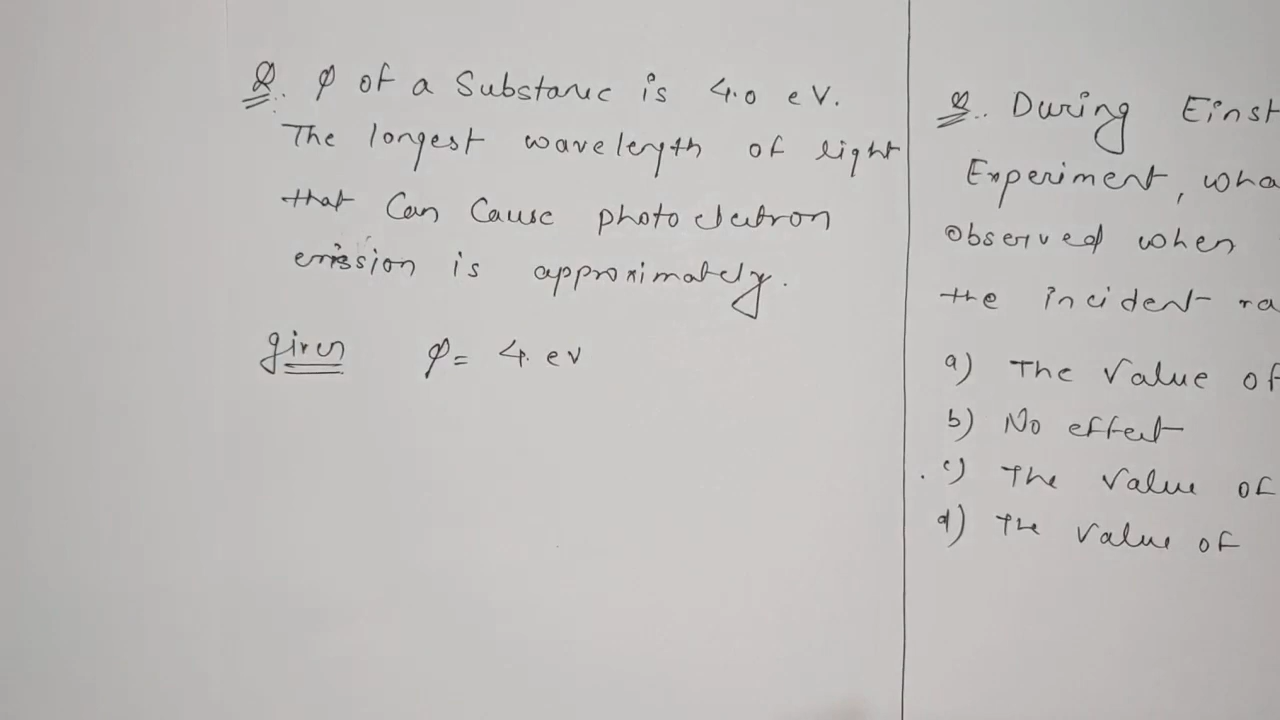 Q. φ of a Substance is 4.0 eV.
The longest wavelength of light
that Can Cause photoelectron
emission is approximately.
given φ = 4. ev
Q.. During Einst
Experiment, wha
observed when
the incident ra
a) The Value of
b) No effect
c) The Value of
d) The Value of